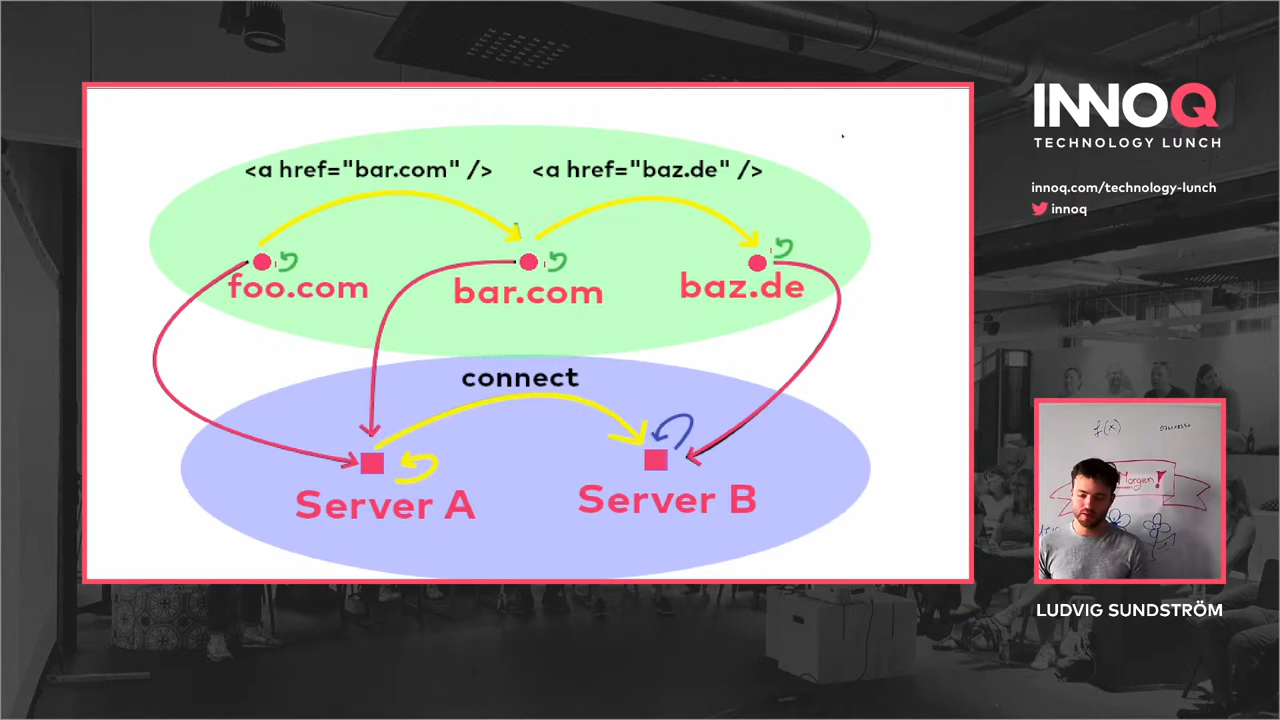 <a href="bar.com" /> <a href="baz.de" />
foo.com
bar.com
baz.de
connect
Server A
Server B
INNOQ
TECHNOLOGY LUNCH
innoq.com/technology-lunch
innoq
f(x)
Morgen!
LUDVIG SUNDSTRÖM